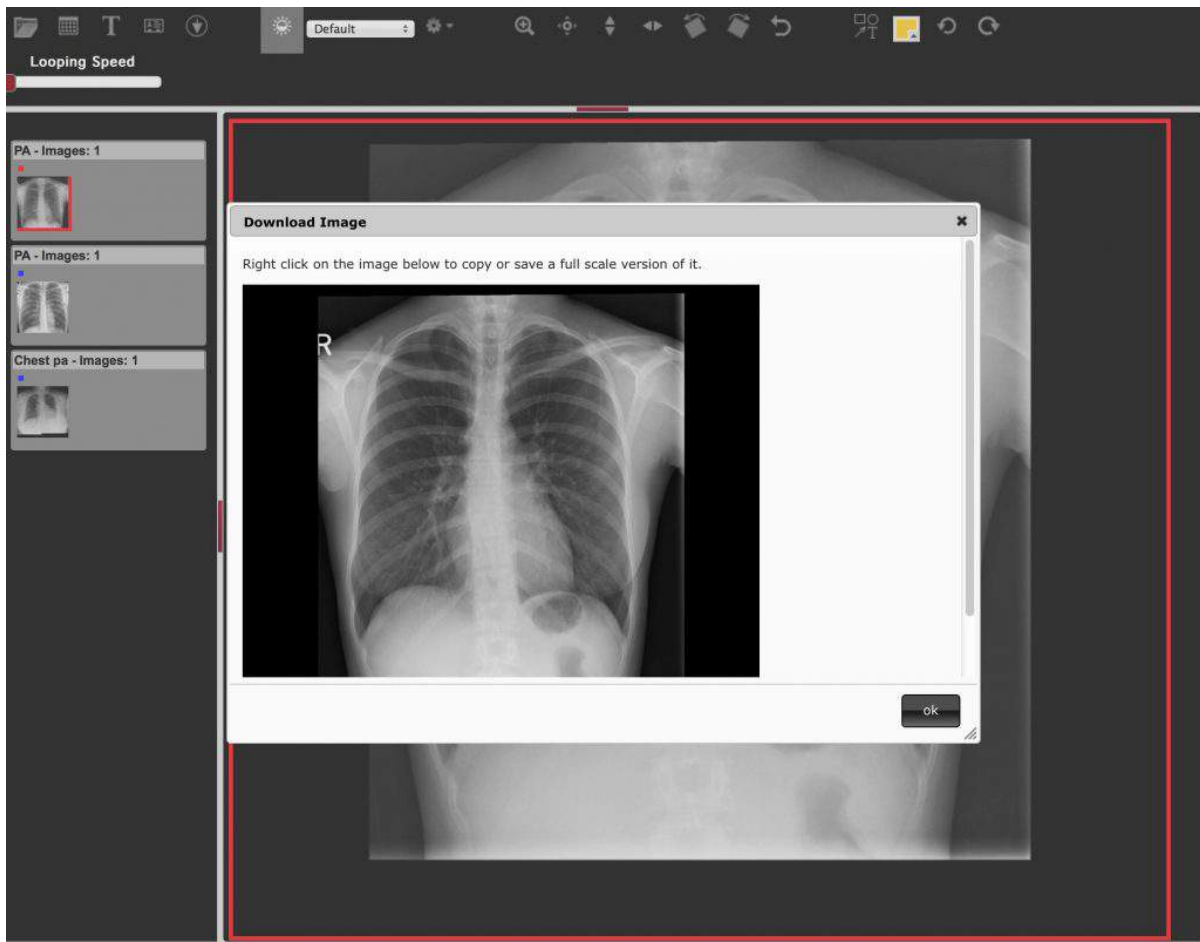 Default
Looping Speed
PA - Images: 1
PA - Images: 1
Chest pa - Images: 1
Download Image
Right click on the image below to copy or save a full scale version of it.
R
ok